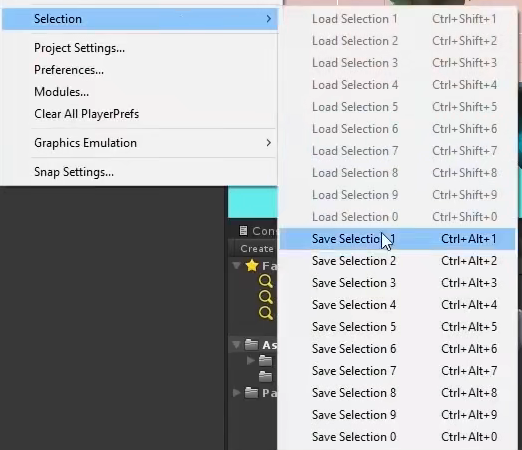 Selection
Project Settings...
Preferences...
Modules...
Clear All PlayerPrefs
Graphics Emulation
Snap Settings...
Load Selection 1 Ctrl+Shift+1
Load Selection 2 Ctrl+Shift+2
Load Selection 3 Ctrl+Shift+3
Load Selection 4 Ctrl+Shift+4
Load Selection 5 Ctrl+Shift+5
Load Selection 6 Ctrl+Shift+6
Load Selection 7 Ctrl+Shift+7
Load Selection 8 Ctrl+Shift+8
Load Selection 9 Ctrl+Shift+9
Load Selection 0 Ctrl+Shift+0
Save Selection 1 Ctrl+Alt+1
Save Selection 2 Ctrl+Alt+2
Save Selection 3 Ctrl+Alt+3
Save Selection 4 Ctrl+Alt+4
Save Selection 5 Ctrl+Alt+5
Save Selection 6 Ctrl+Alt+6
Save Selection 7 Ctrl+Alt+7
Save Selection 8 Ctrl+Alt+8
Save Selection 9 Ctrl+Alt+9
Save Selection 0 Ctrl+Alt+0
Con
Create
Fa
As
Pa